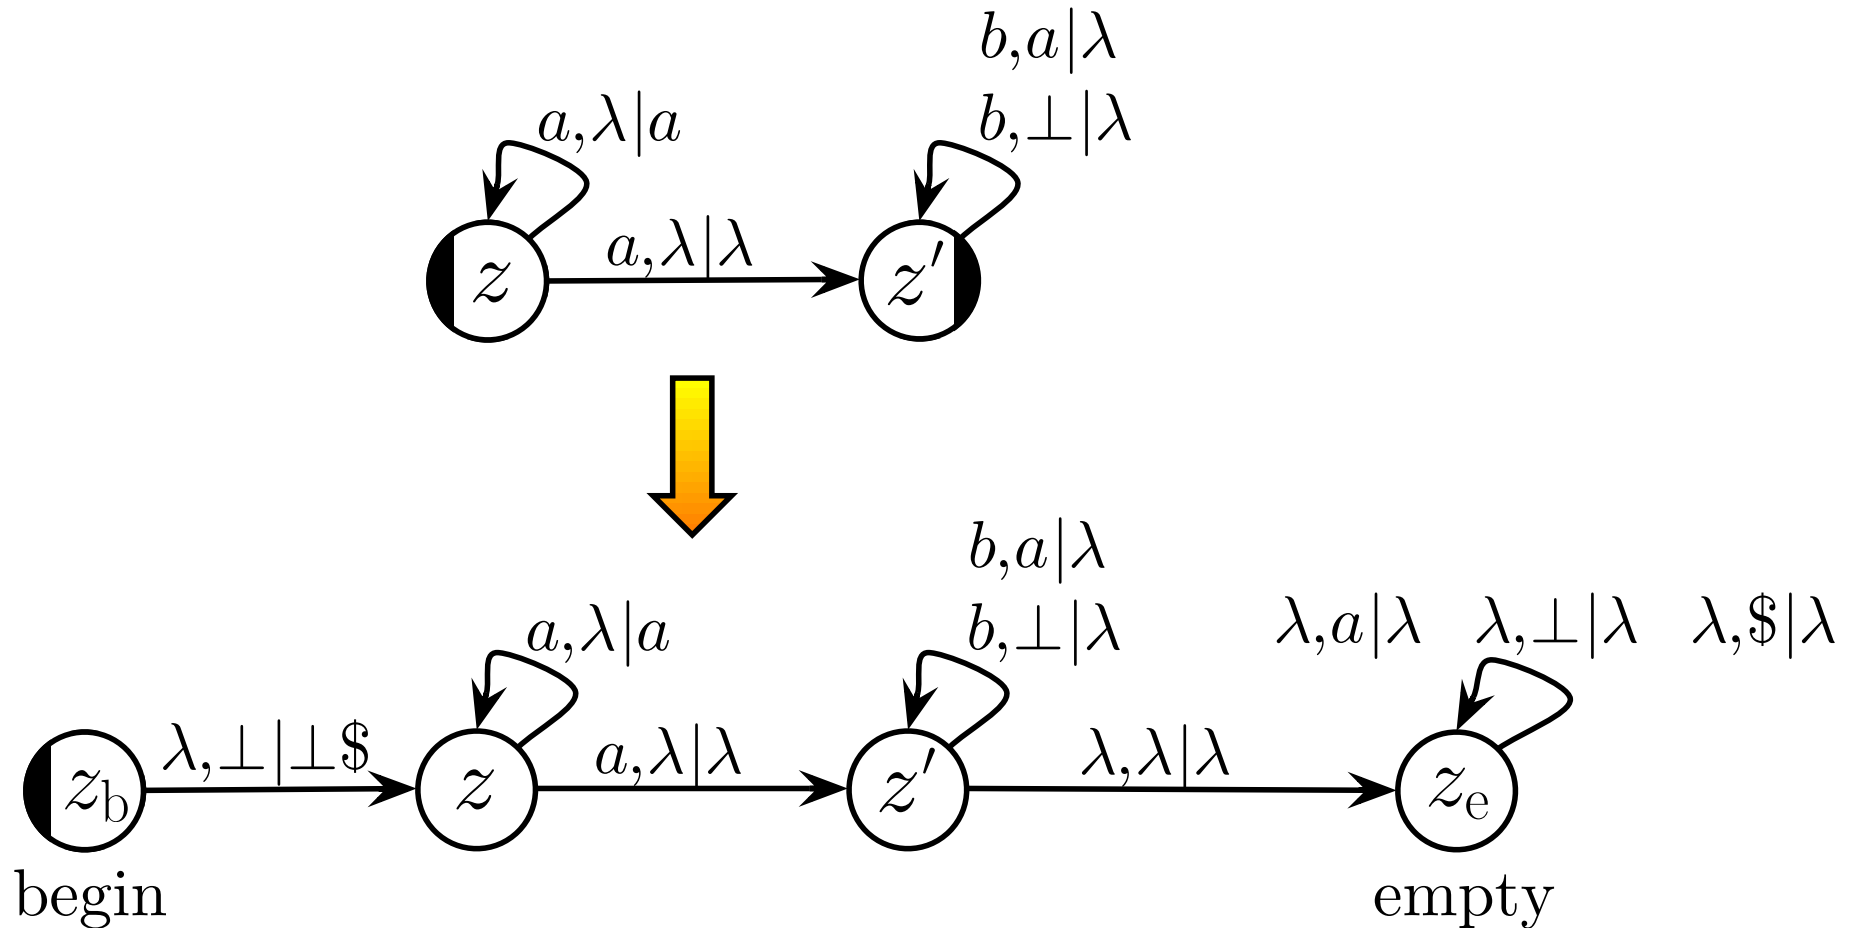 b,a|λ
a,λ|a
b,⊥|λ
z
a,λ|λ
z′
b,a|λ
a,λ|a
b,⊥|λ
λ,a|λ λ,⊥|λ λ,$|λ
z_b
λ,⊥|⊥$
z
a,λ|λ
z′
λ,λ|λ
z_e
begin
empty